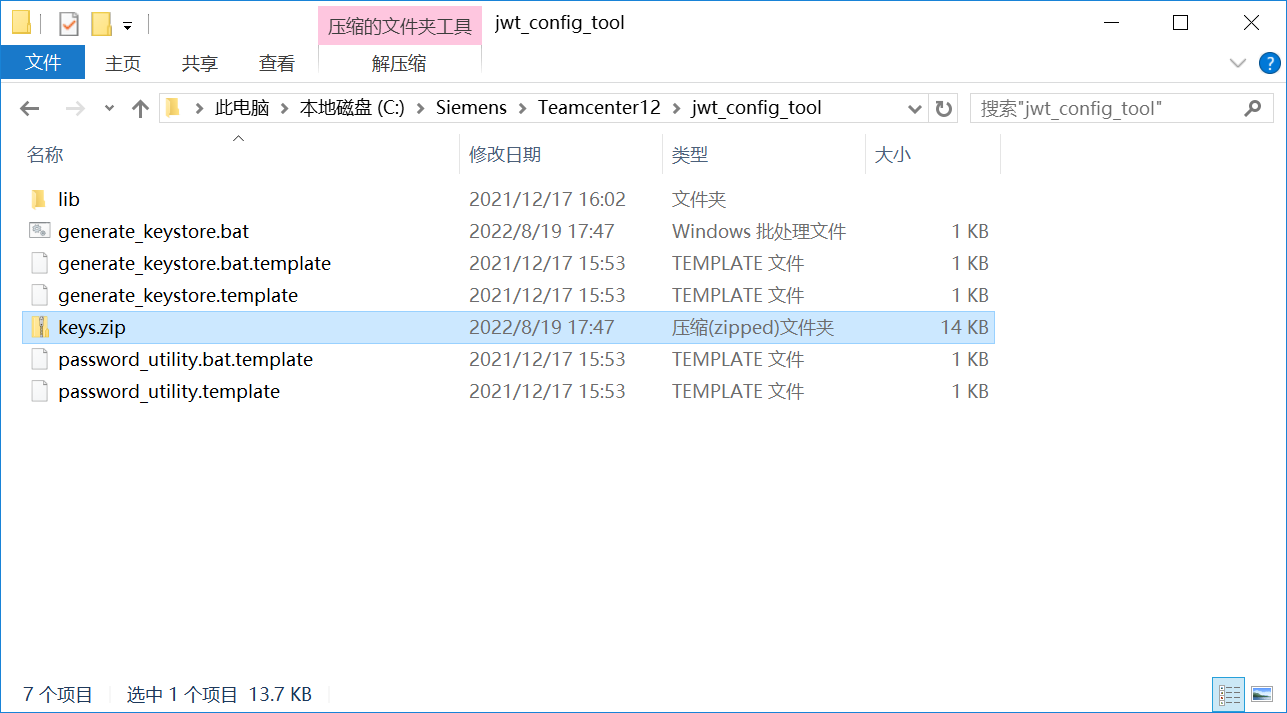 压缩的文件夹工具 jwt_config_tool
文件 主页 共享 查看 解压缩 ?
此电脑 本地磁盘 (C:) Siemens Teamcenter12 jwt_config_tool 搜索"jwt_config_tool"
名称 修改日期 类型 大小
lib 2021/12/17 16:02 文件夹
generate_keystore.bat 2022/8/19 17:47 Windows 批处理文件 1 KB
generate_keystore.bat.template 2021/12/17 15:53 TEMPLATE 文件 1 KB
generate_keystore.template 2021/12/17 15:53 TEMPLATE 文件 1 KB
keys.zip 2022/8/19 17:47 压缩(zipped)文件夹 14 KB
password_utility.bat.template 2021/12/17 15:53 TEMPLATE 文件 1 KB
password_utility.template 2021/12/17 15:53 TEMPLATE 文件 1 KB
7 个项目 选中 1 个项目 13.7 KB